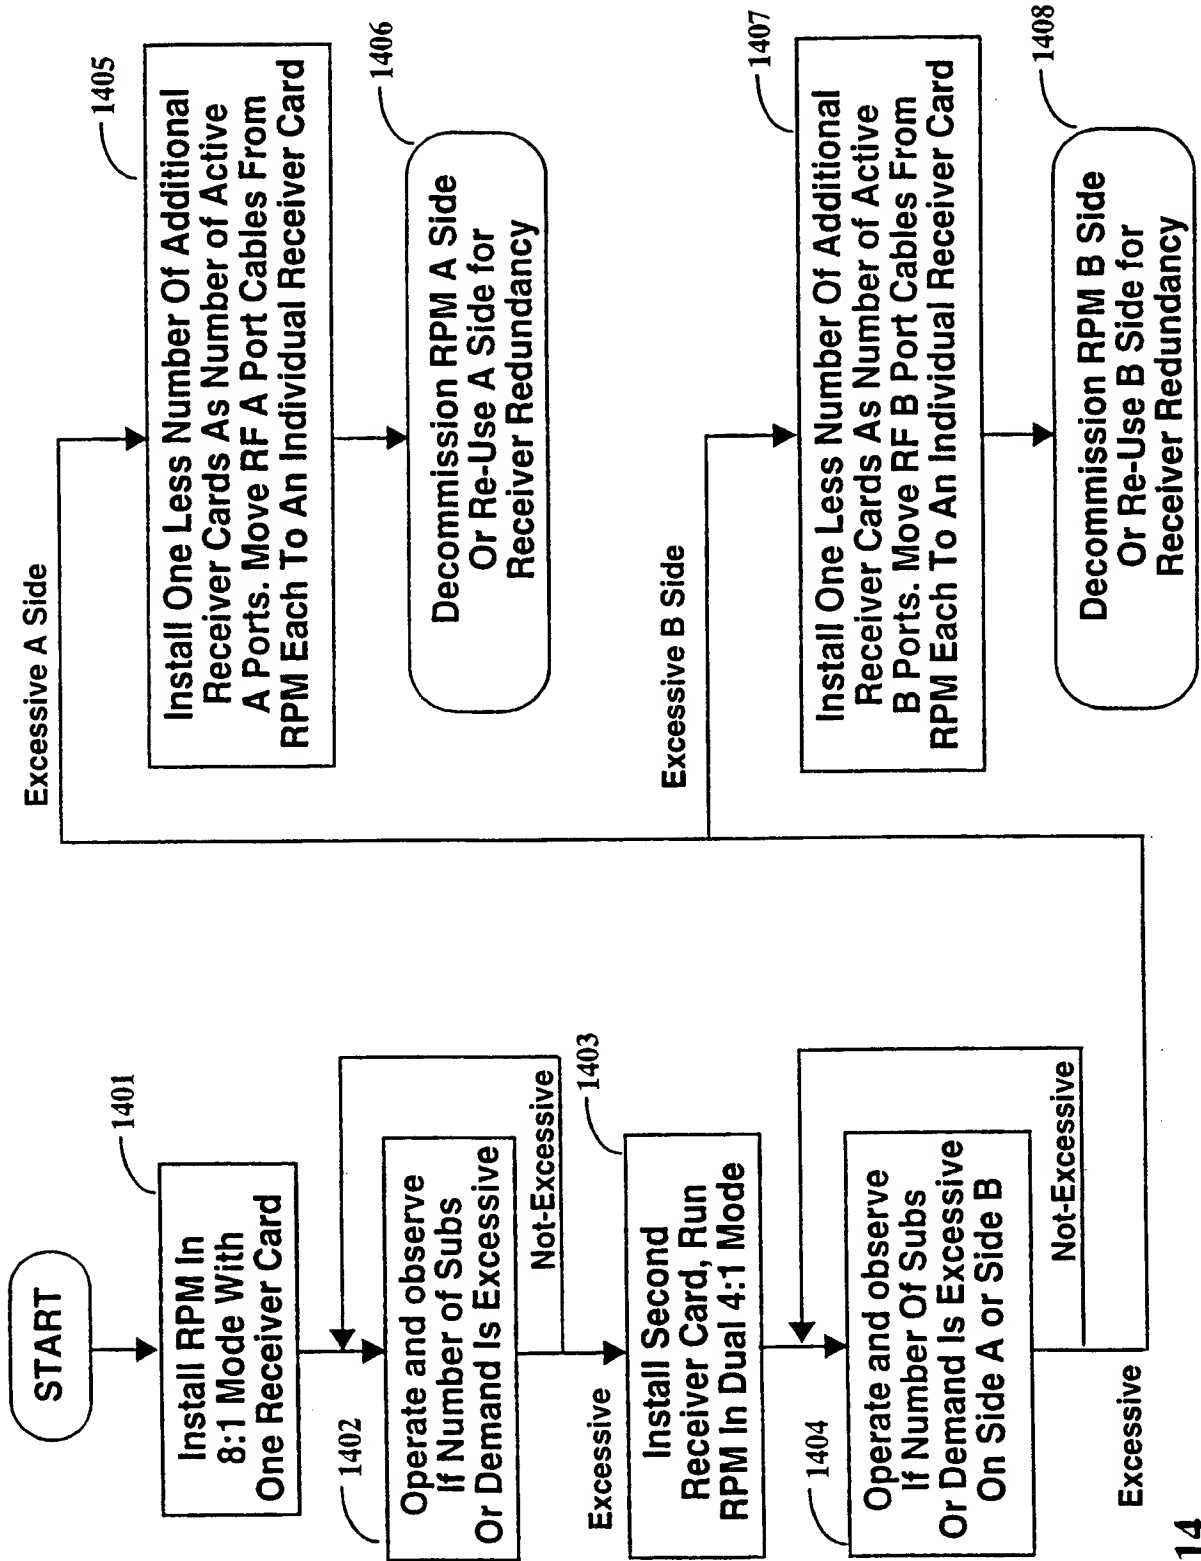 START
1401
Install RPM In
8:1 Mode With
One Receiver Card
1402
Operate and observe
If Number of Subs
Or Demand Is Excessive
Not-Excessive
Excessive
1403
Install Second
Receiver Card, Run
RPM In Dual 4:1 Mode
1404
Operate and observe
If Number Of Subs
Or Demand Is Excessive
On Side A or Side B
Not-Excessive
Excessive
Excessive A Side
1405
Install One Less Number Of Additional
Receiver Cards As Number of Active
A Ports. Move RF A Port Cables From
RPM Each To An Individual Receiver Card
1406
Decommission RPM A Side
Or Re-Use A Side for
Receiver Redundancy
Excessive B Side
1407
Install One Less Number Of Additional
Receiver Cards As Number of Active
B Ports. Move RF B Port Cables From
RPM Each To An Individual Receiver Card
1408
Decommission RPM B Side
Or Re-Use B Side for
Receiver Redundancy
14